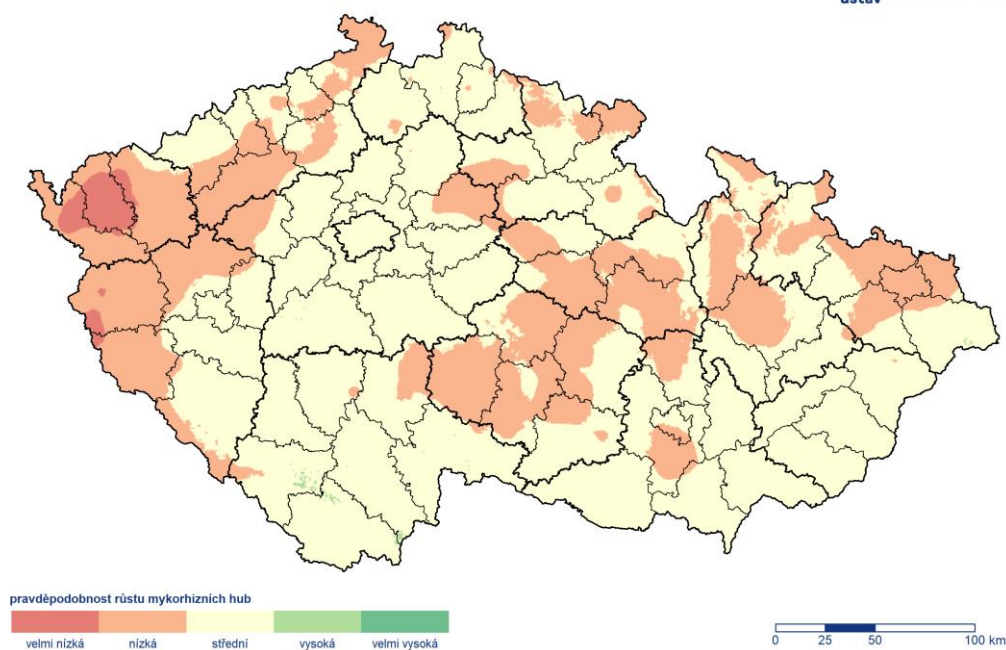 ústav
pravděpodobnost růstu mykorhizních hub
velmi nízká nízká střední vysoká velmi vysoká
0 25 50 100 km